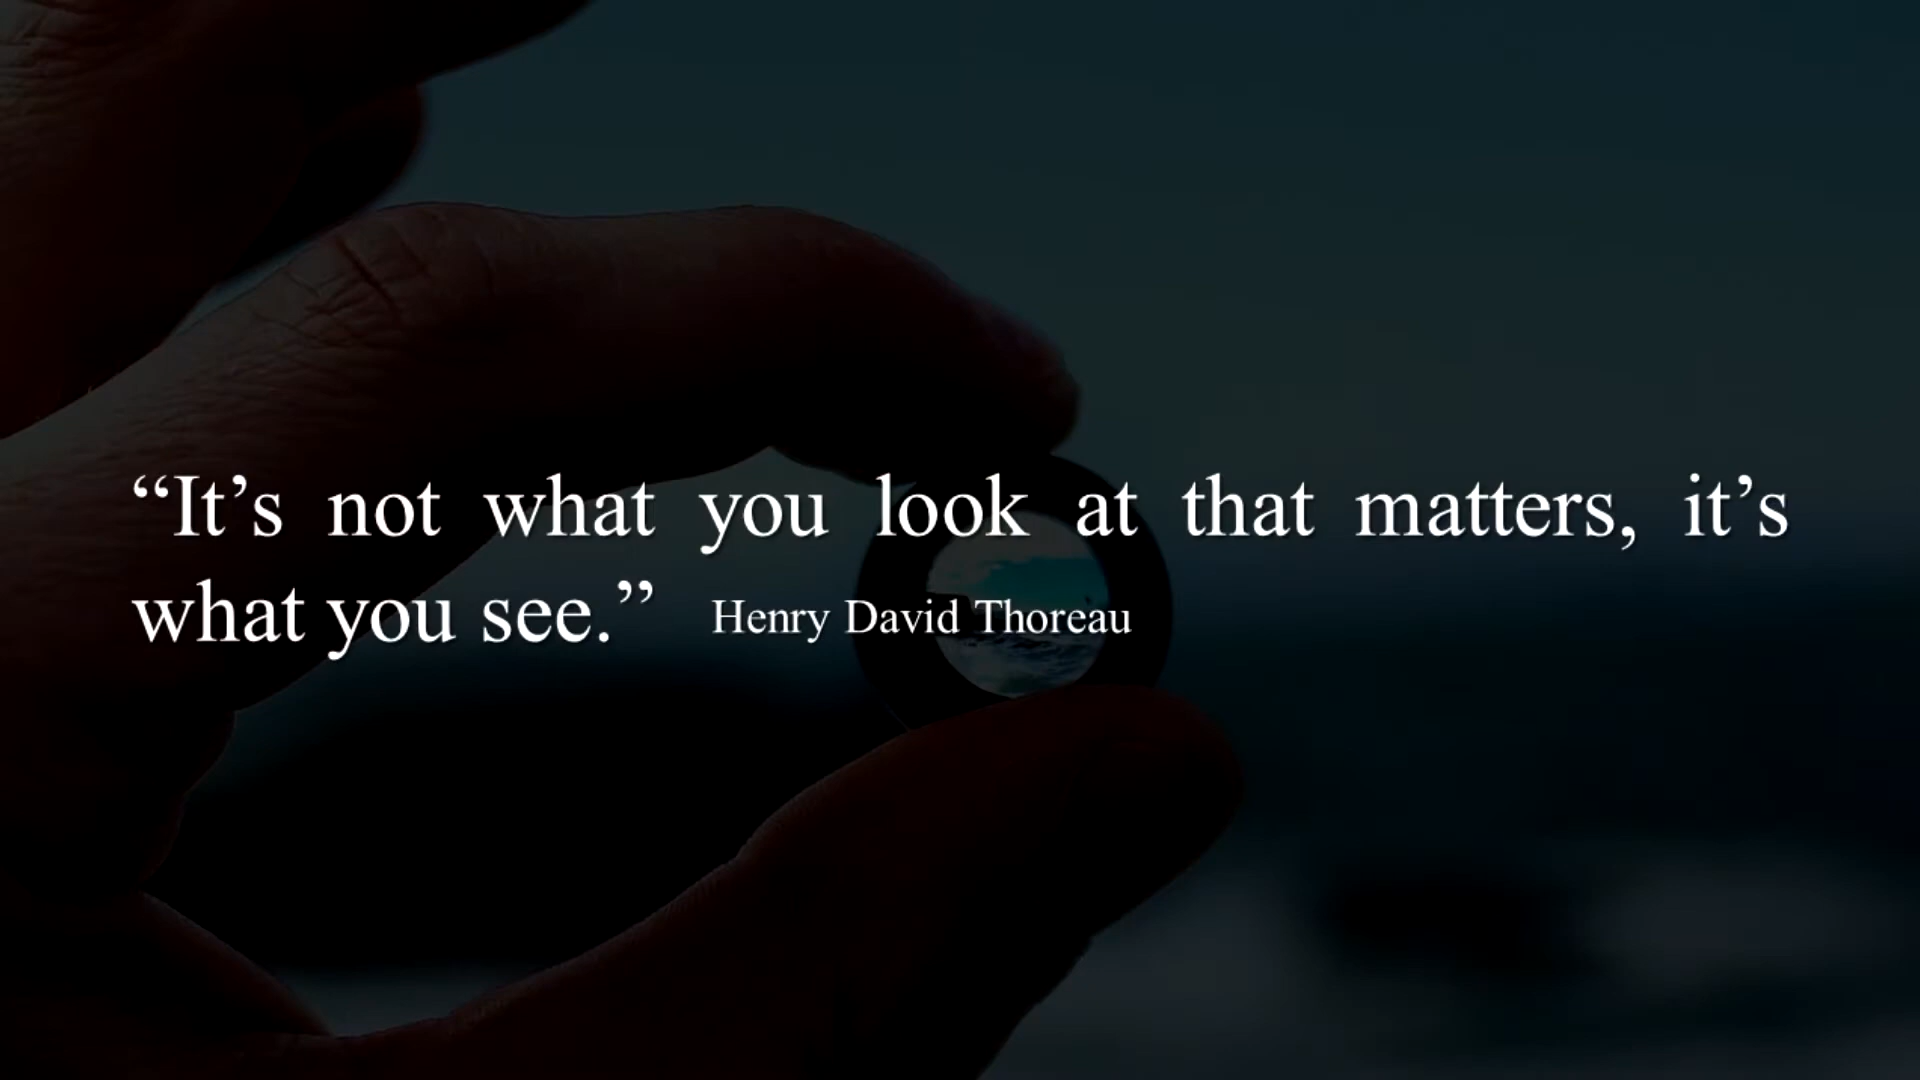 “It’s not what you look at that matters, it’s
what you see.” Henry David Thoreau